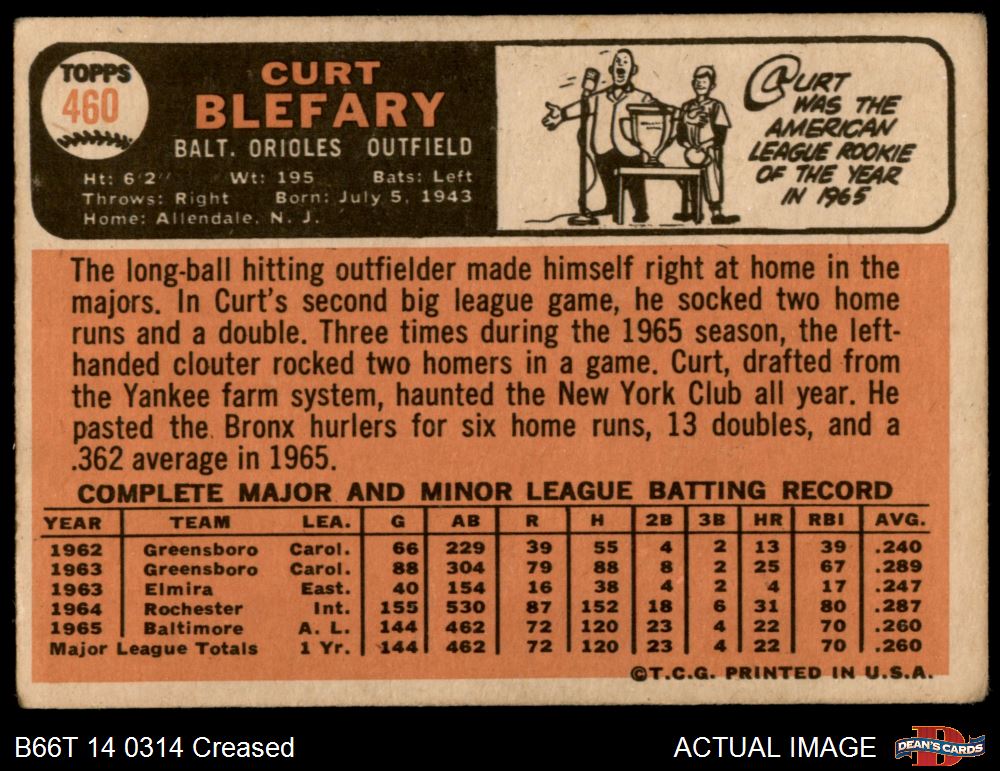 TOPPS
460
CURT
BLEFARY
BALT. ORIOLES OUTFIELD
Ht: 6'2" Wt: 195 Bats: Left
Throws: Right Born: July 5, 1943
Home: Allendale, N. J.
CURT
WAS THE
AMERICAN
LEAGUE ROOKIE
OF THE YEAR
IN 1965
The long-ball hitting outfielder made himself right at home in the
majors. In Curt's second big league game, he socked two home
runs and a double. Three times during the 1965 season, the left-
handed clouter rocked two homers in a game. Curt, drafted from
the Yankee farm system, haunted the New York Club all year. He
pasted the Bronx hurlers for six home runs, 13 doubles, and a
.362 average in 1965.
COMPLETE MAJOR AND MINOR LEAGUE BATTING RECORD
YEAR TEAM LEA. G AB R H 2B 3B HR RBI AVG.
1962 Greensboro Carol. 66 229 39 55 4 2 13 39 .240
1963 Greensboro Carol. 88 304 79 88 8 2 25 67 .289
1963 Elmira East. 40 154 16 38 4 2 4 17 .247
1964 Rochester Int. 155 530 87 152 18 6 31 80 .287
1965 Baltimore A. L. 144 462 72 120 23 4 22 70 .260
Major League Totals 1 Yr. 144 462 72 120 23 4 22 70 .260
©T.C.G. PRINTED IN U.S.A.
B66T 14 0314 Creased
ACTUAL IMAGE
DEAN'S CARDS